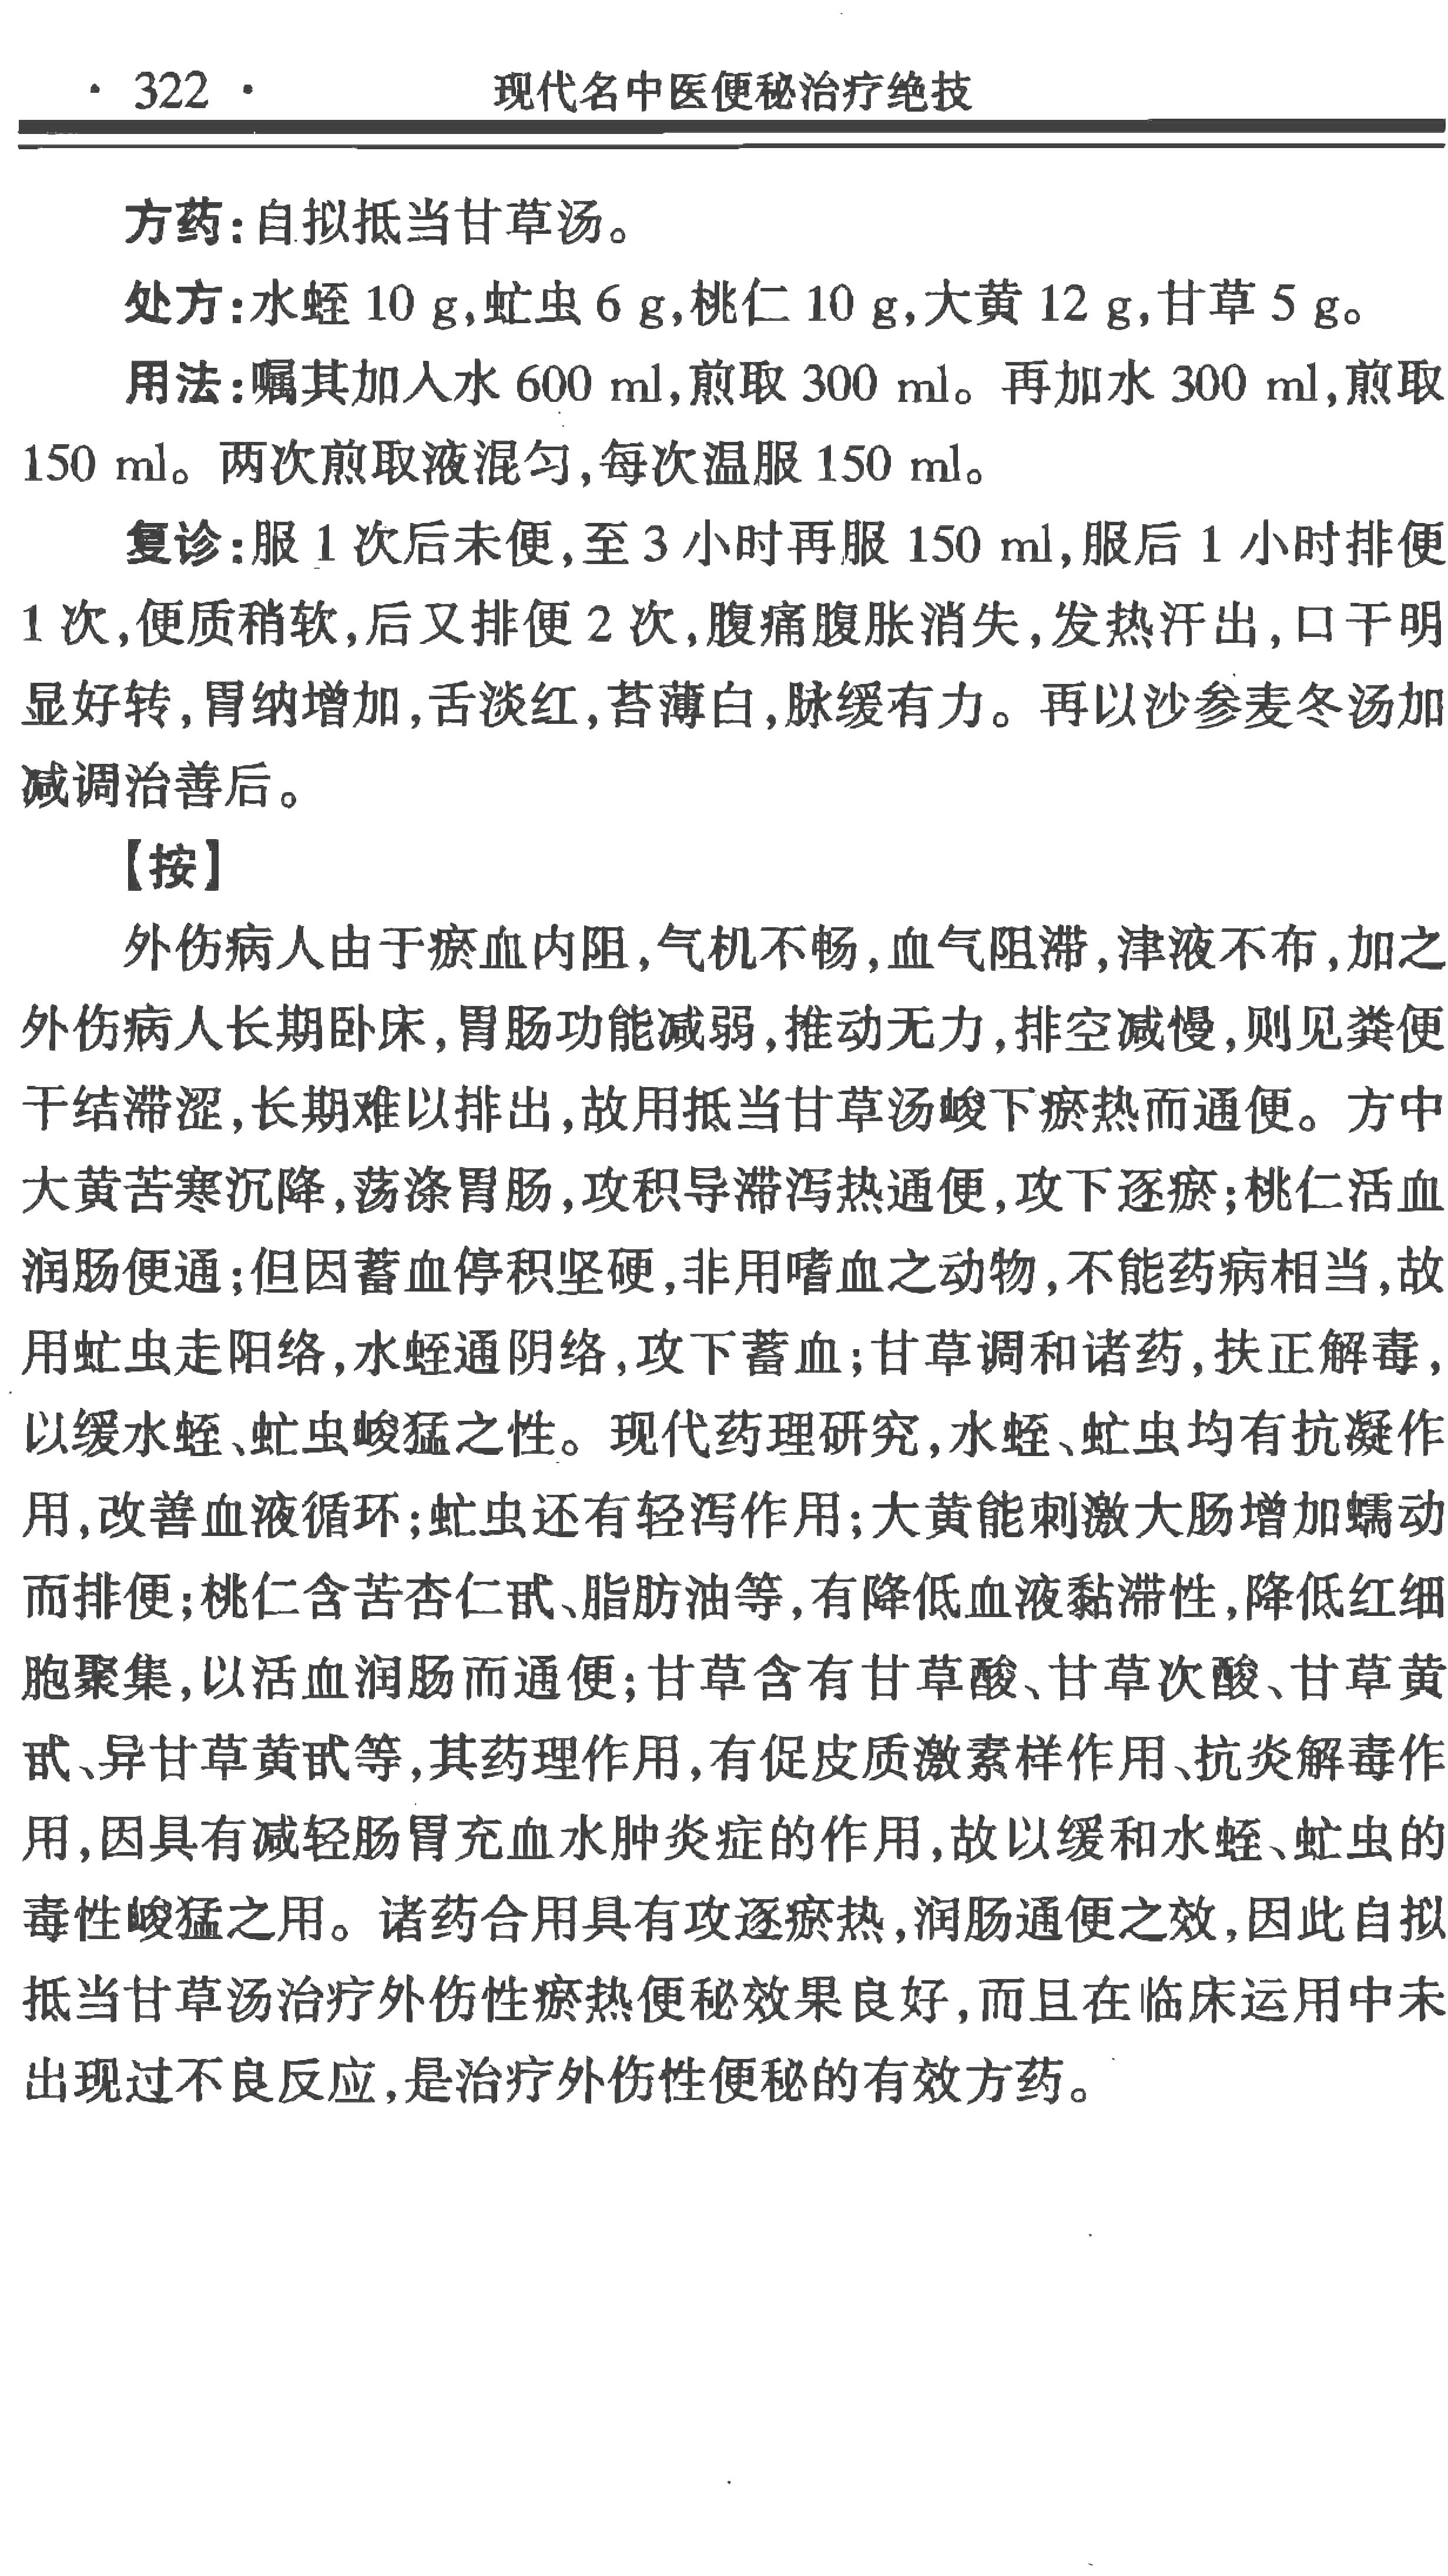 · 322 · 现代名中医便秘治疗绝技
方药:自拟抵当甘草汤。
处方:水蛭 10 g,虻虫 6 g,桃仁 10 g,大黄 12 g,甘草 5 g。
用法:嘱其加入水 600 ml,煎取 300 ml。再加水 300 ml,煎取
150 ml。两次煎取液混匀,每次温服 150 ml。
复诊:服 1 次后未便,至 3 小时再服 150 ml,服后 1 小时排便
1 次,便质稍软,后又排便 2 次,腹痛腹胀消失,发热汗出,口干明
显好转,胃纳增加,舌淡红,苔薄白,脉缓有力。再以沙参麦冬汤加
减调治善后。
【按】
外伤病人由于瘀血内阻,气机不畅,血气阻滞,津液不布,加之
外伤病人长期卧床,胃肠功能减弱,推动无力,排空减慢,则见粪便
干结滞涩,长期难以排出,故用抵当甘草汤峻下瘀热而通便。方中
大黄苦寒沉降,荡涤胃肠,攻积导滞泻热通便,攻下逐瘀;桃仁活血
润肠便通;但因蓄血停积坚硬,非用嗜血之动物,不能药病相当,故
用虻虫走阳络,水蛭通阴络,攻下蓄血;甘草调和诸药,扶正解毒,
以缓水蛭、虻虫峻猛之性。现代药理研究,水蛭、虻虫均有抗凝作
用,改善血液循环;虻虫还有轻泻作用;大黄能刺激大肠增加蠕动
而排便;桃仁含苦杏仁甙、脂肪油等,有降低血液黏滞性,降低红细
胞聚集,以活血润肠而通便;甘草含有甘草酸、甘草次酸、甘草黄
甙、异甘草黄甙等,其药理作用,有促皮质激素样作用、抗炎解毒作
用,因具有减轻肠胃充血水肿炎症的作用,故以缓和水蛭、虻虫的
毒性峻猛之用。诸药合用具有攻逐瘀热,润肠通便之效,因此自拟
抵当甘草汤治疗外伤性瘀热便秘效果良好,而且在临床运用中未
出现过不良反应,是治疗外伤性便秘的有效方药。